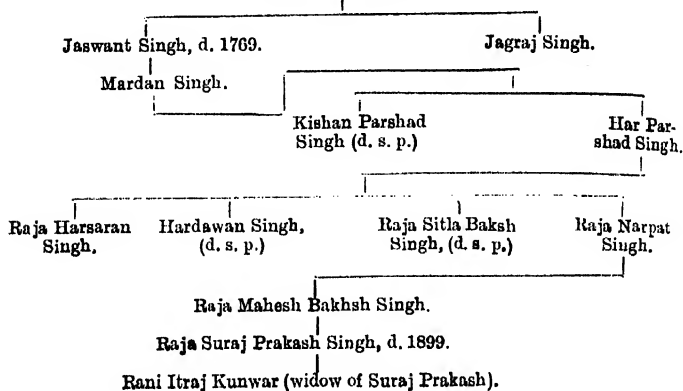 Jaswant Singh, d. 1769. Jagraj Singh.
Mardan Singh.
Kishan Parshad Har Par-
Singh (d. s. p.) shad Singh.
Raja Harsaran Hardawan Singh, Raja Sitla Baksh Raja Narpat
Singh. (d. s. p.) Singh, (d. s. p.) Singh.
Raja Mahesh Bakhsh Singh.
Raja Suraj Prakash Singh, d. 1899.
Rani Itraj Kunwar (widow of Suraj Prakash).